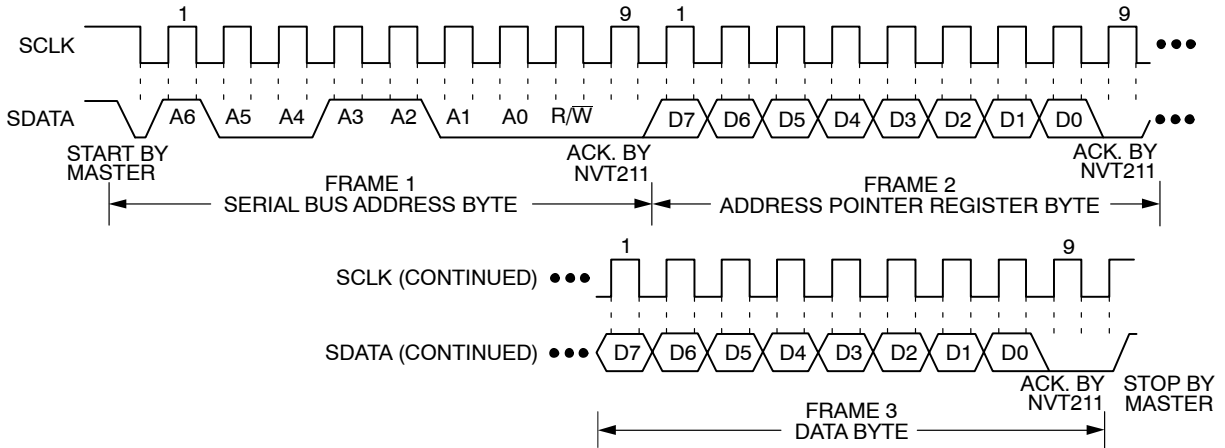 1 9 1 9
SCLK
SDATA A6 A5 A4 A3 A2 A1 A0 R/W̅ D7 D6 D5 D4 D3 D2 D1 D0
START BY
MASTER
ACK. BY
NVT211
ACK. BY
NVT211
FRAME 1
SERIAL BUS ADDRESS BYTE
FRAME 2
ADDRESS POINTER REGISTER BYTE
1 9
SCLK (CONTINUED)
SDATA (CONTINUED) D7 D6 D5 D4 D3 D2 D1 D0
ACK. BY
NVT211
STOP BY
MASTER
FRAME 3
DATA BYTE